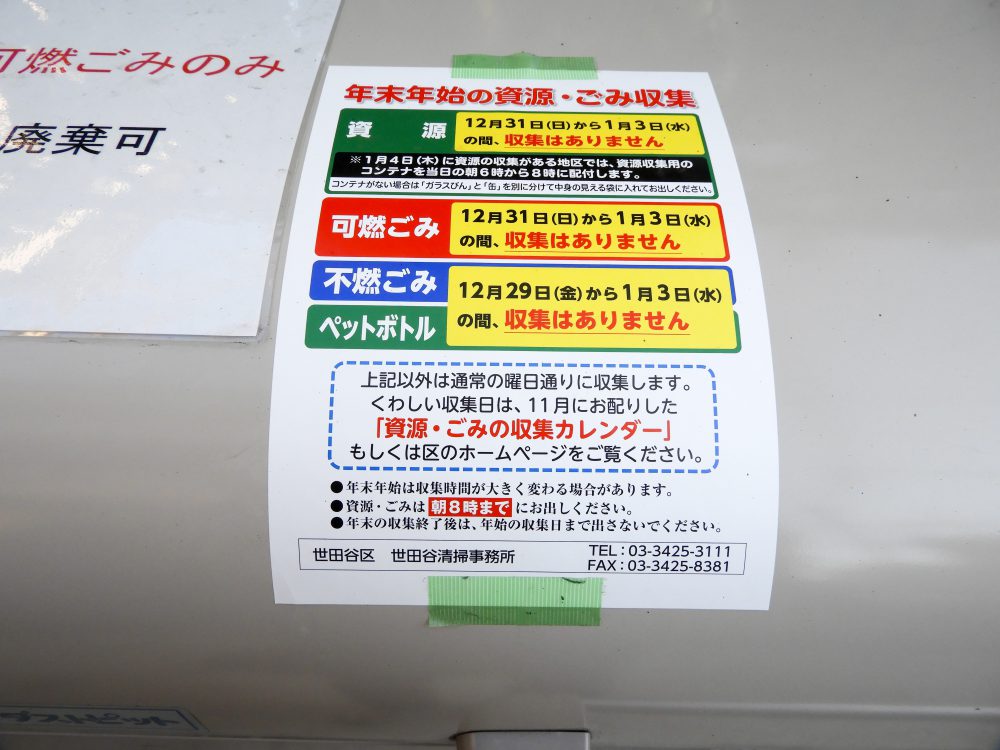 可燃ごみのみ
廃棄可
年末年始の資源・ごみ収集
資源
12月31日(日)から1月3日(水)
の間、収集はありません
※1月4日(木)に資源の収集がある地区では、資源収集用の
コンテナを当日の朝6時から8時に配付します。
コンテナがない場合は「ガラスびん」と「缶」を別に分けて中身の見える袋に入れてお出しください。
可燃ごみ
12月31日(日)から1月3日(水)
の間、収集はありません
不燃ごみ
ペットボトル
12月29日(金)から1月3日(水)
の間、収集はありません
上記以外は通常の曜日通りに収集します。
くわしい収集日は、11月にお配りした
「資源・ごみの収集カレンダー」
もしくは区のホームページをご覧ください。
●年末年始は収集時間が大きく変わる場合があります。
●資源・ごみは朝8時までにお出しください。
●年末の収集終了後は、年始の収集日まで出さないでください。
世田谷区 世田谷清掃事務所
TEL:03-3425-3111
FAX:03-3425-8381
ダストピット